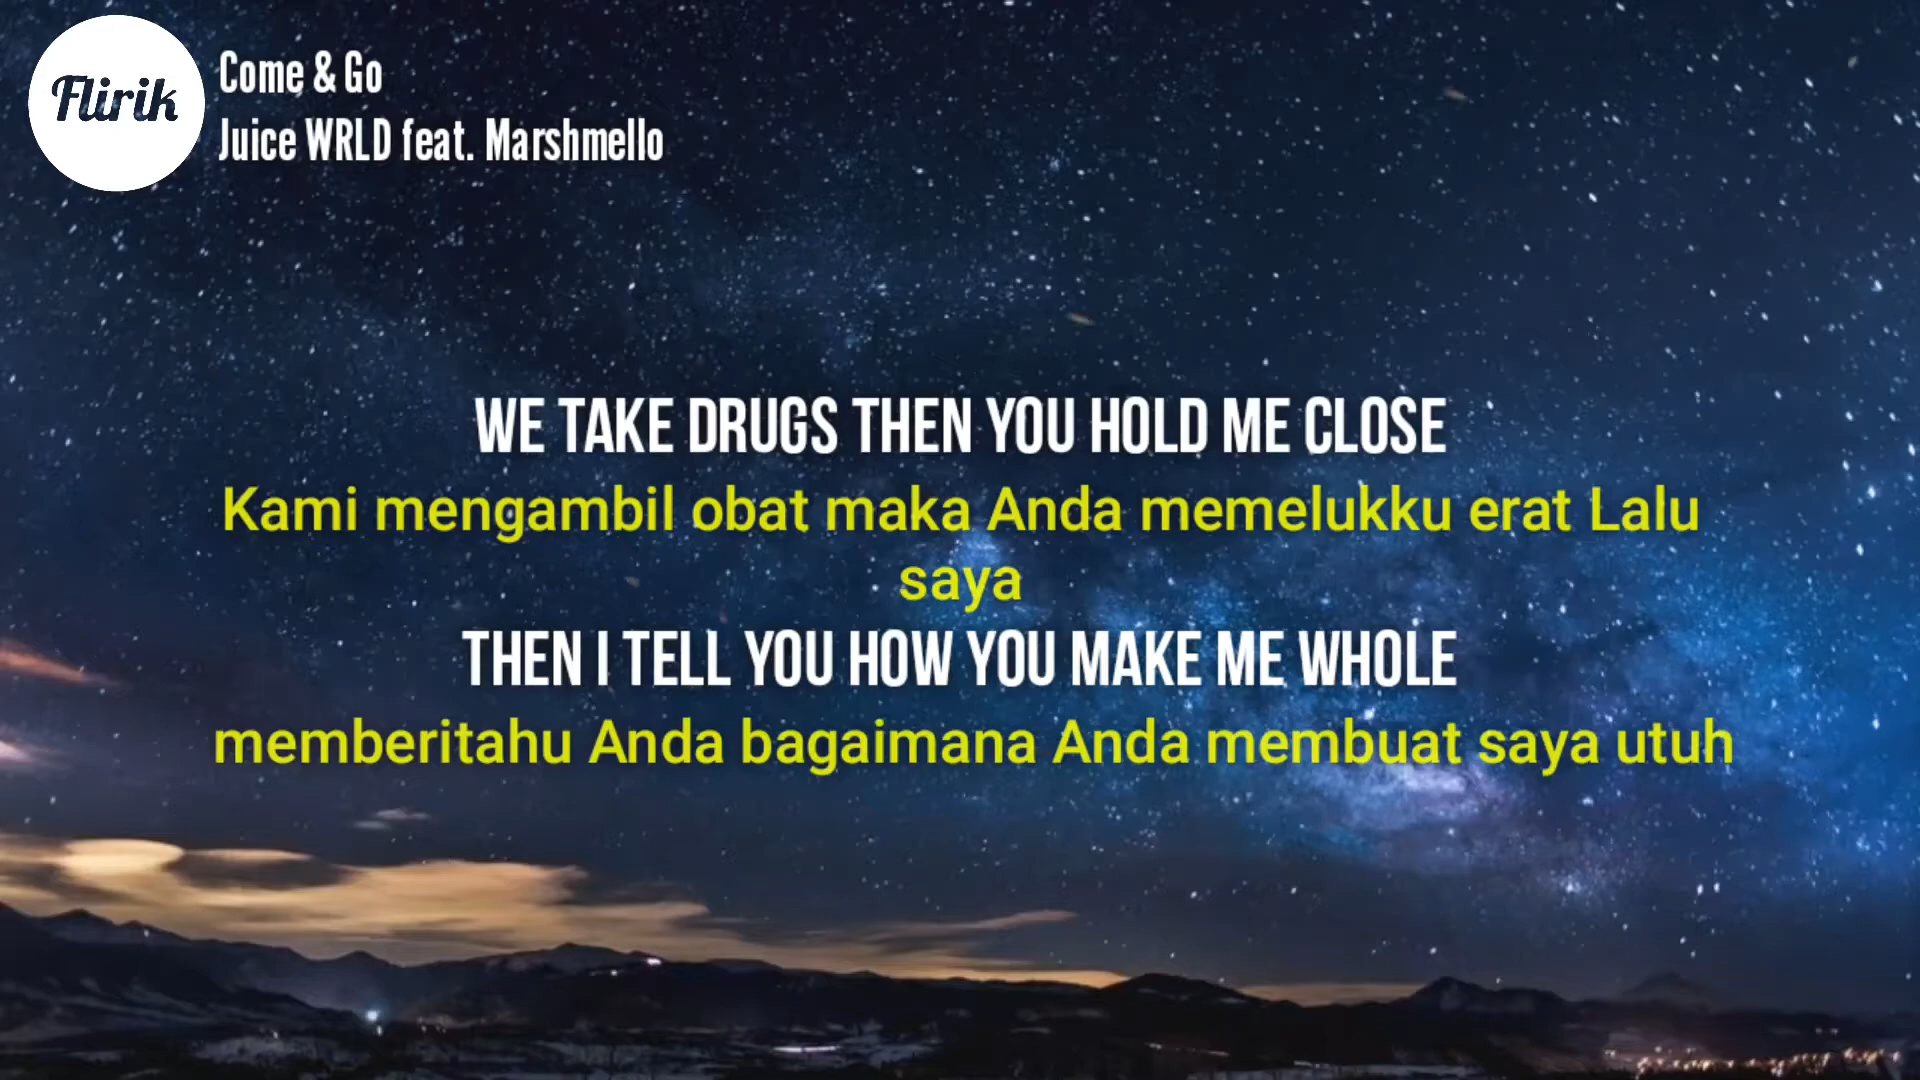 Flirik
Come & Go
Juice WRLD feat. Marshmello
WE TAKE DRUGS THEN YOU HOLD ME CLOSE
Kami mengambil obat maka Anda memelukku erat Lalu
saya
THEN I TELL YOU HOW YOU MAKE ME WHOLE
memberitahu Anda bagaimana Anda membuat saya utuh